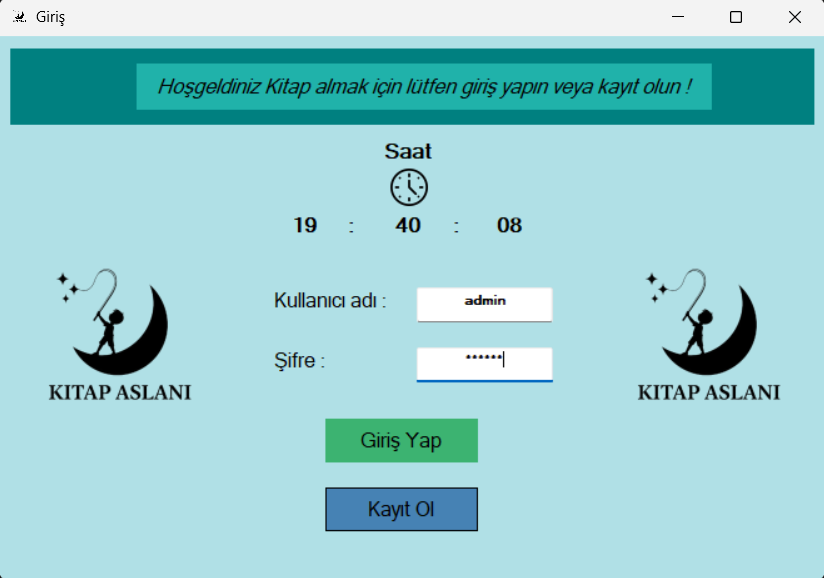 Giriş
Hoşgeldiniz Kitap almak için lütfen giriş yapın veya kayıt olun !
Saat
19 : 40 : 08
Kullanıcı adı : admin
Şifre : ******
KITAP ASLANI
KITAP ASLANI
Giriş Yap
Kayıt Ol